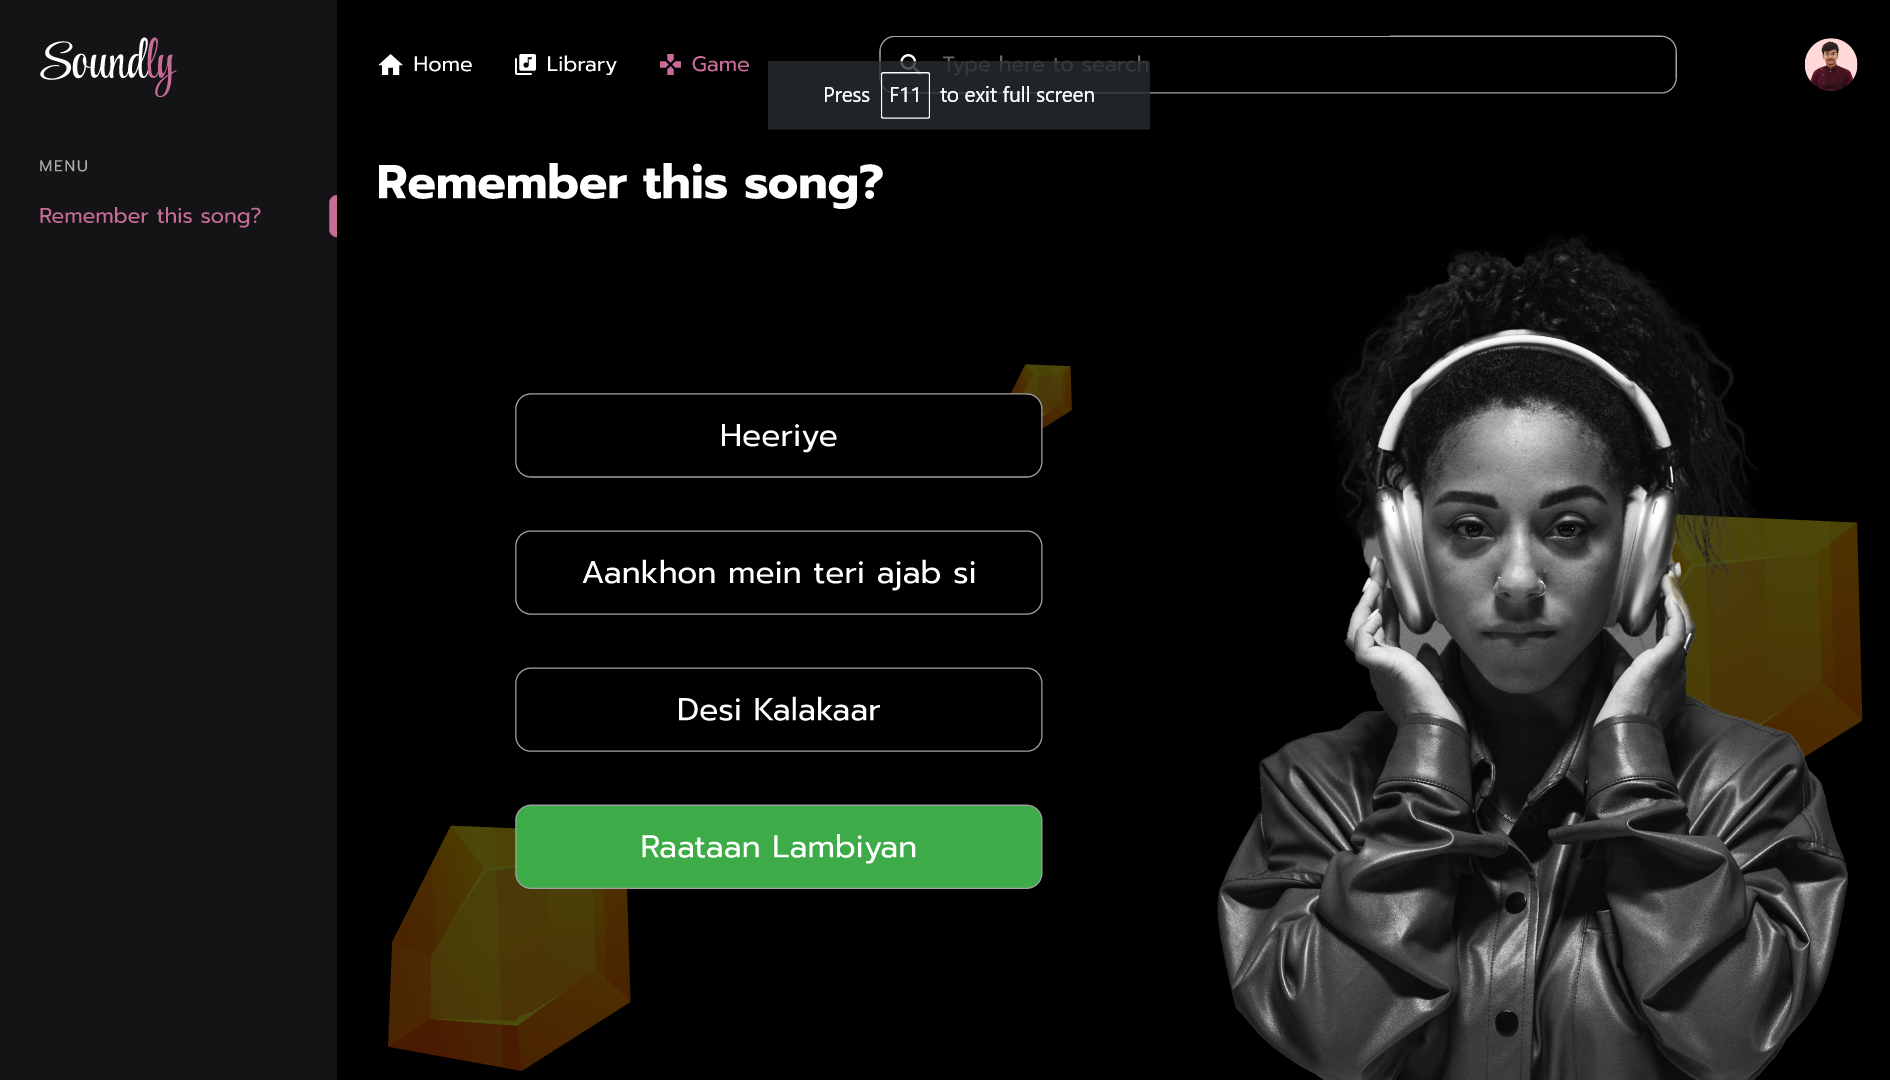 Soundly
Home
Library
Game
Type here to search
Press F11 to exit full screen
MENU
Remember this song?
Remember this song?
Heeriye
Aankhon mein teri ajab si
Desi Kalakaar
Raataan Lambiyan